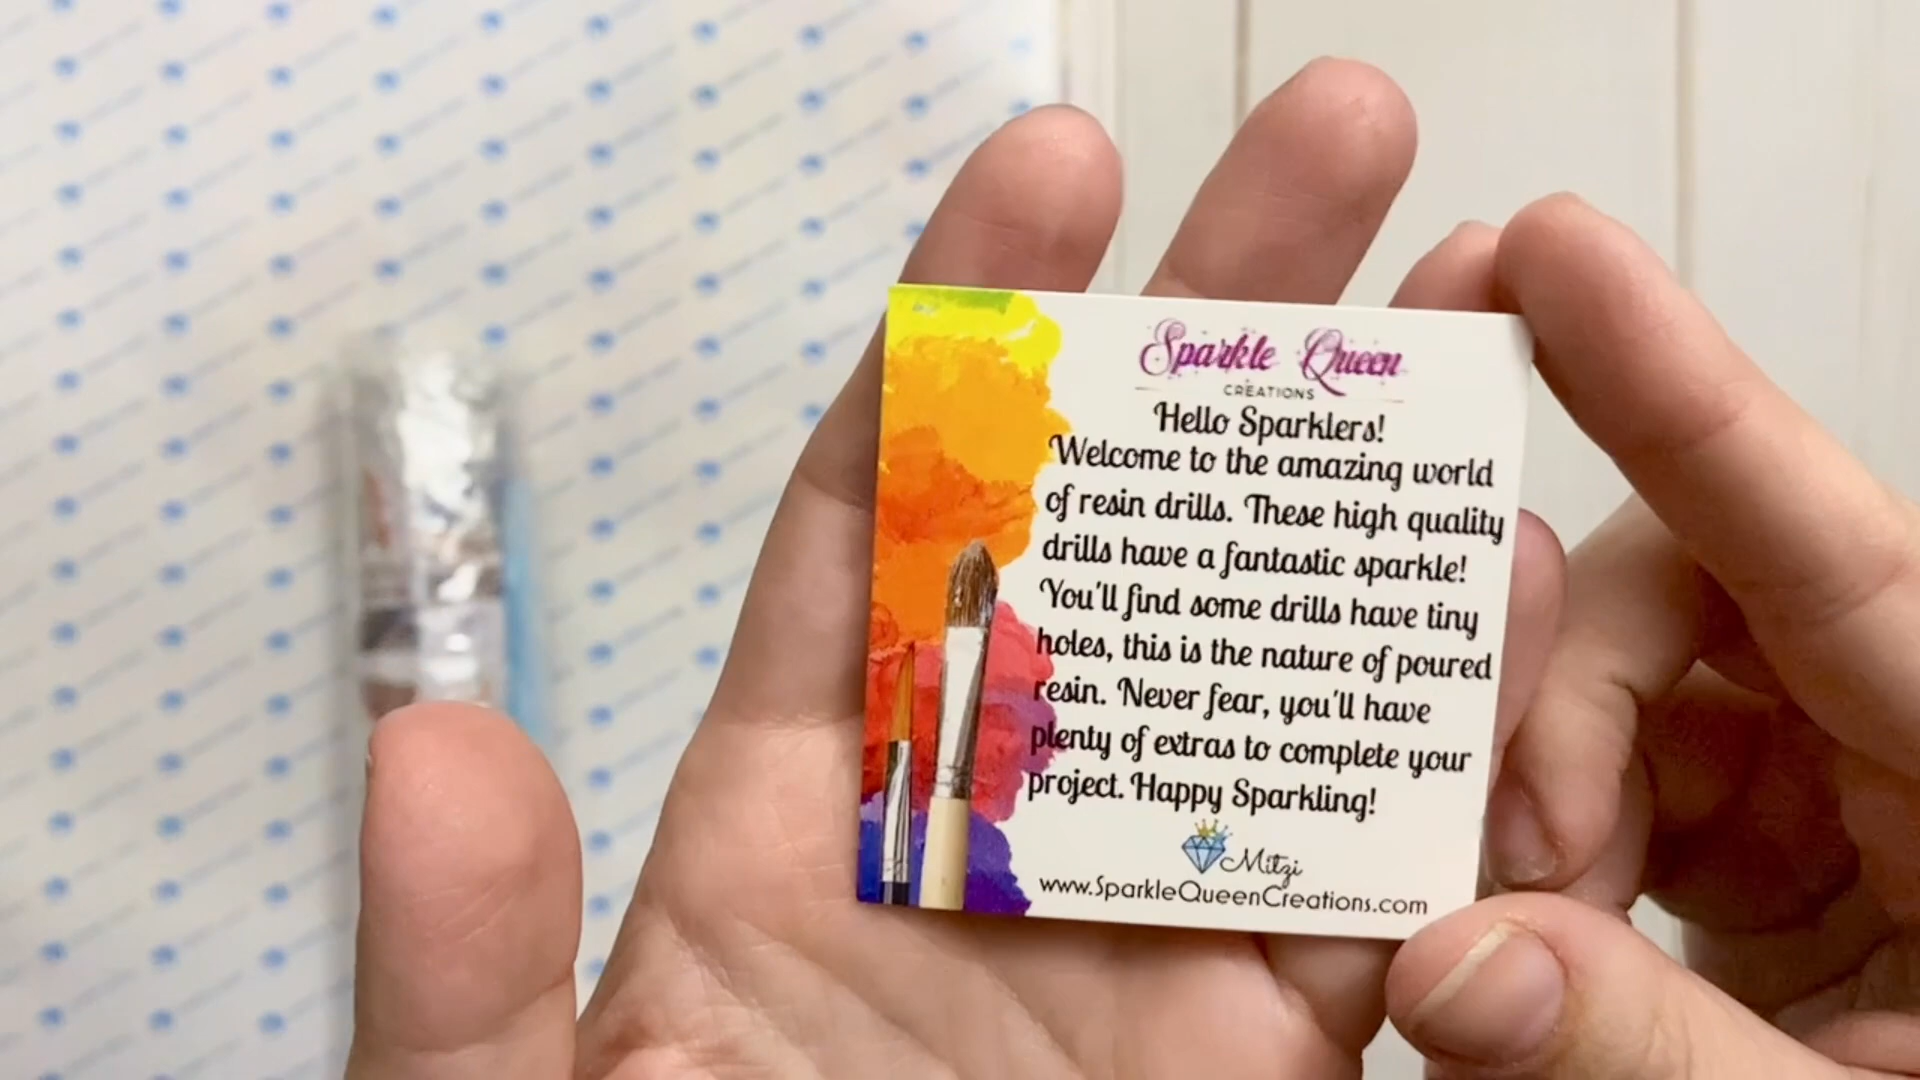 Sparkle Queen
CREATIONS
Hello Sparklers!
Welcome to the amazing world
of resin drills. These high quality
drills have a fantastic sparkle!
You'll find some drills have tiny
holes, this is the nature of poured
resin. Never fear, you'll have
plenty of extras to complete your
project. Happy Sparkling!
Mitzi
www.SparkleQueenCreations.com